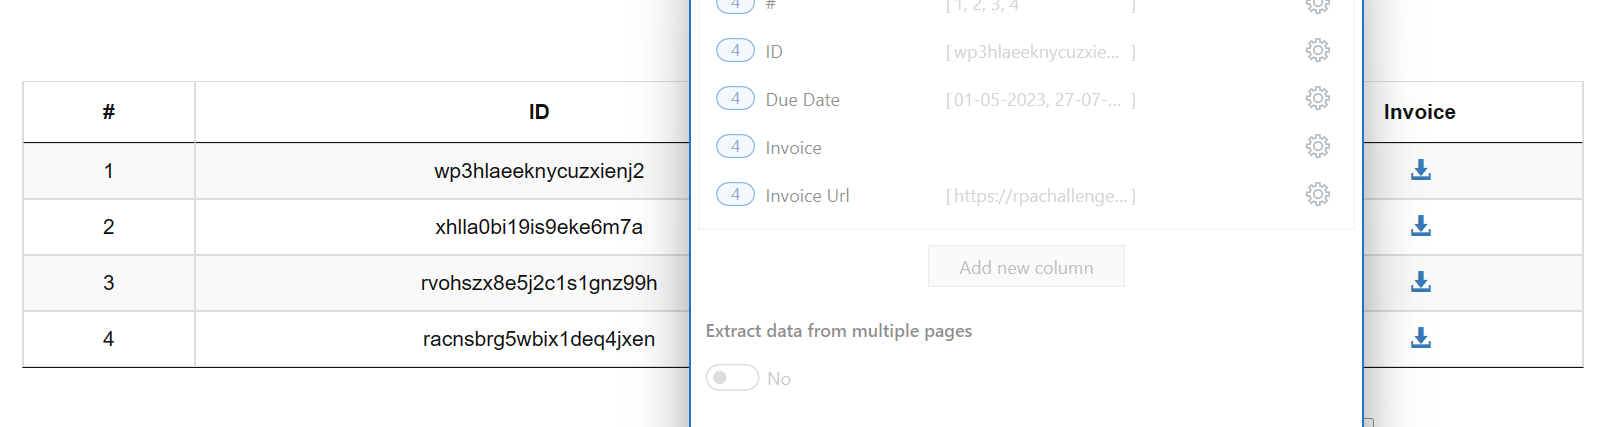 4 # [ 1, 2, 3, 4 ]
4 ID [ wp3hlaeeknycuzxie... ]
4 Due Date [ 01-05-2023, 27-07-... ]
4 Invoice
4 Invoice Url [ https://rpachallenge... ]
Add new column
Extract data from multiple pages
No
# ID Invoice
1 wp3hlaeeknycuzxienj2
2 xhlla0bi19is9eke6m7a
3 rvohszx8e5j2c1s1gnz99h
4 racnsbrg5wbix1deq4jxen